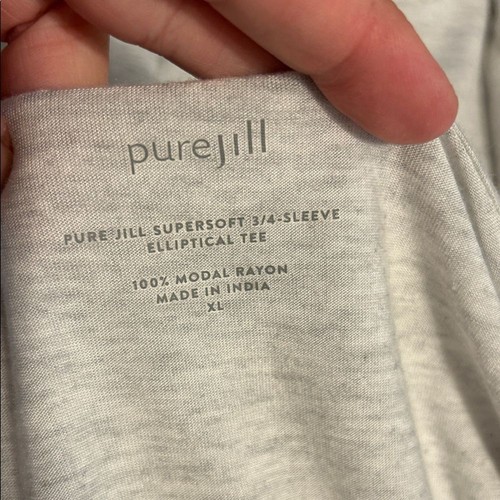 purejill
PURE JILL SUPERSOFT 3/4-SLEEVE
ELLIPTICAL TEE
100% MODAL RAYON
MADE IN INDIA
XL